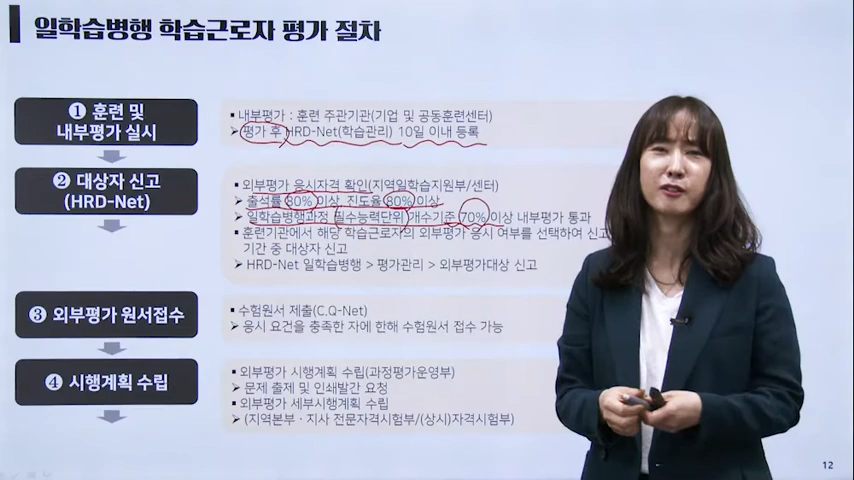 일학습병행 학습근로자 평가 절차
❶ 훈련 및
내부평가 실시
▪ 내부평가 : 훈련 주관기관(기업 및 공동훈련센터)
➢ 평가 후 HRD-Net(학습관리) 10일 이내 등록
❷ 대상자 신고
(HRD-Net)
▪ 외부평가 응시자격 확인(지역일학습지원부/센터)
➢ 출석률 80% 이상, 진도율 80% 이상
➢ 일학습병행과정 필수능력단위 개수기준 70% 이상 내부평가 통과
▪ 훈련기관에서 해당 학습근로자의 외부평가 응시 여부를 선택하여 신고
기간 중 대상자 신고
➢ HRD-Net 일학습병행 > 평가관리 > 외부평가대상 신고
❸ 외부평가 원서접수
▪ 수험원서 제출(C.Q-Net)
➢ 응시 요건을 충족한 자에 한해 수험원서 접수 가능
❹ 시행계획 수립
▪ 외부평가 시행계획 수립(과정평가운영부)
➢ 문제 출제 및 인쇄발간 요청
▪ 외부평가 세부시행계획 수립
➢ (지역본부ㆍ지사 전문자격시험부/(상시)자격시험부)
12